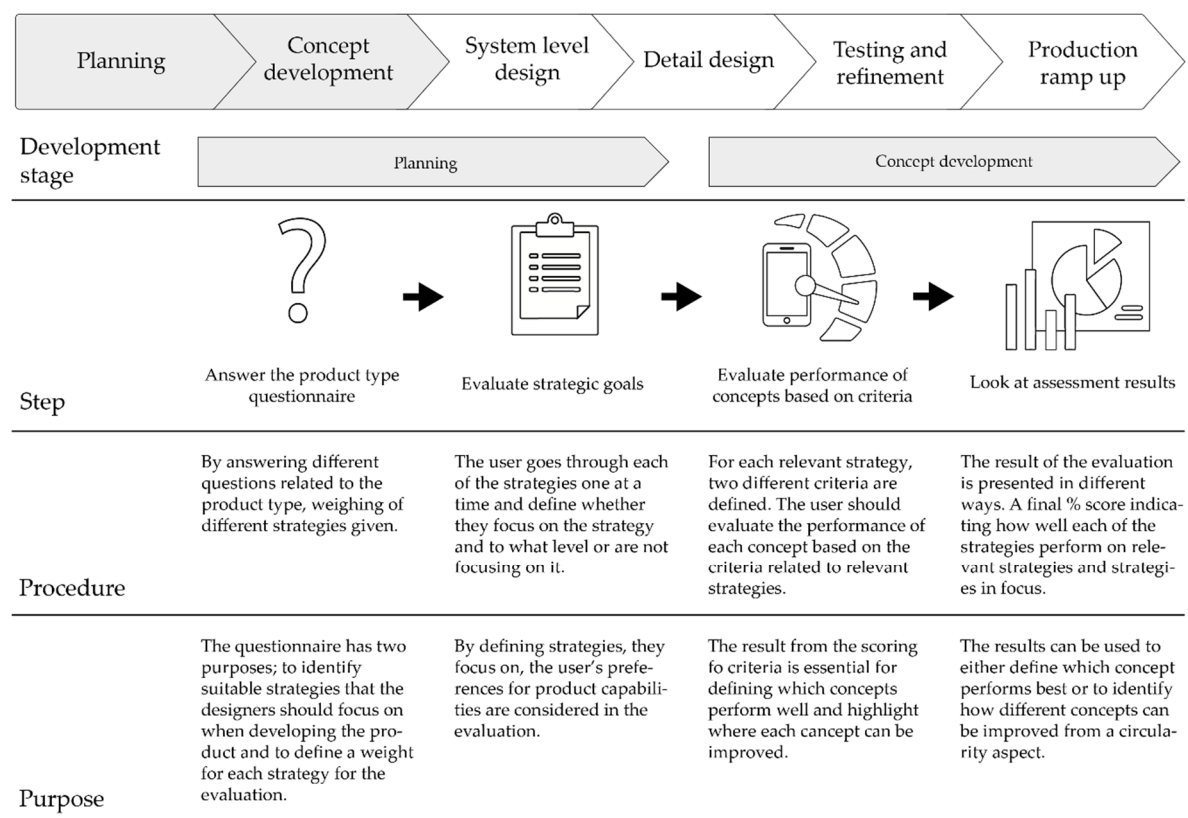 Planning
Concept
development
System level
design
Detail design
Testing and
refinement
Production
ramp up
Development
stage
Planning
Concept development
Step
Answer the product type
questionnaire
Evaluate strategic goals
Evaluate performance of
concepts based on criteria
Look at assessment results
Procedure
By answering different
questions related to the
product type, weighing of
different strategies given.
The user goes through each
of the strategies one at a
time and define whether
they focus on the strategy
and to what level or are not
focusing on it.
For each relevant strategy,
two different criteria are
defined. The user should
evaluate the performance of
each concept based on the
criteria related to relevant
strategies.
The result of the evaluation
is presented in different
ways. A final % score indica-
ting how well each of the
strategies perform on rele-
vant strategies and strategi-
es in focus.
Purpose
The questionnaire has two
purposes; to identify
suitable strategies that the
designers should focus on
when developing the pro-
duct and to define a weight
for each strategy for the
evaluation.
By defining strategies, they
focus on, the user's prefe-
rences for product capabili-
ties are considered in the
evaluation.
The result from the scoring
fo criteria is essential for
defining which concepts
perform well and highlight
where each cancept can be
improved.
The results can be used to
either define which concept
performs best or to identify
how different concepts can
be improved from a circula-
rity aspect.